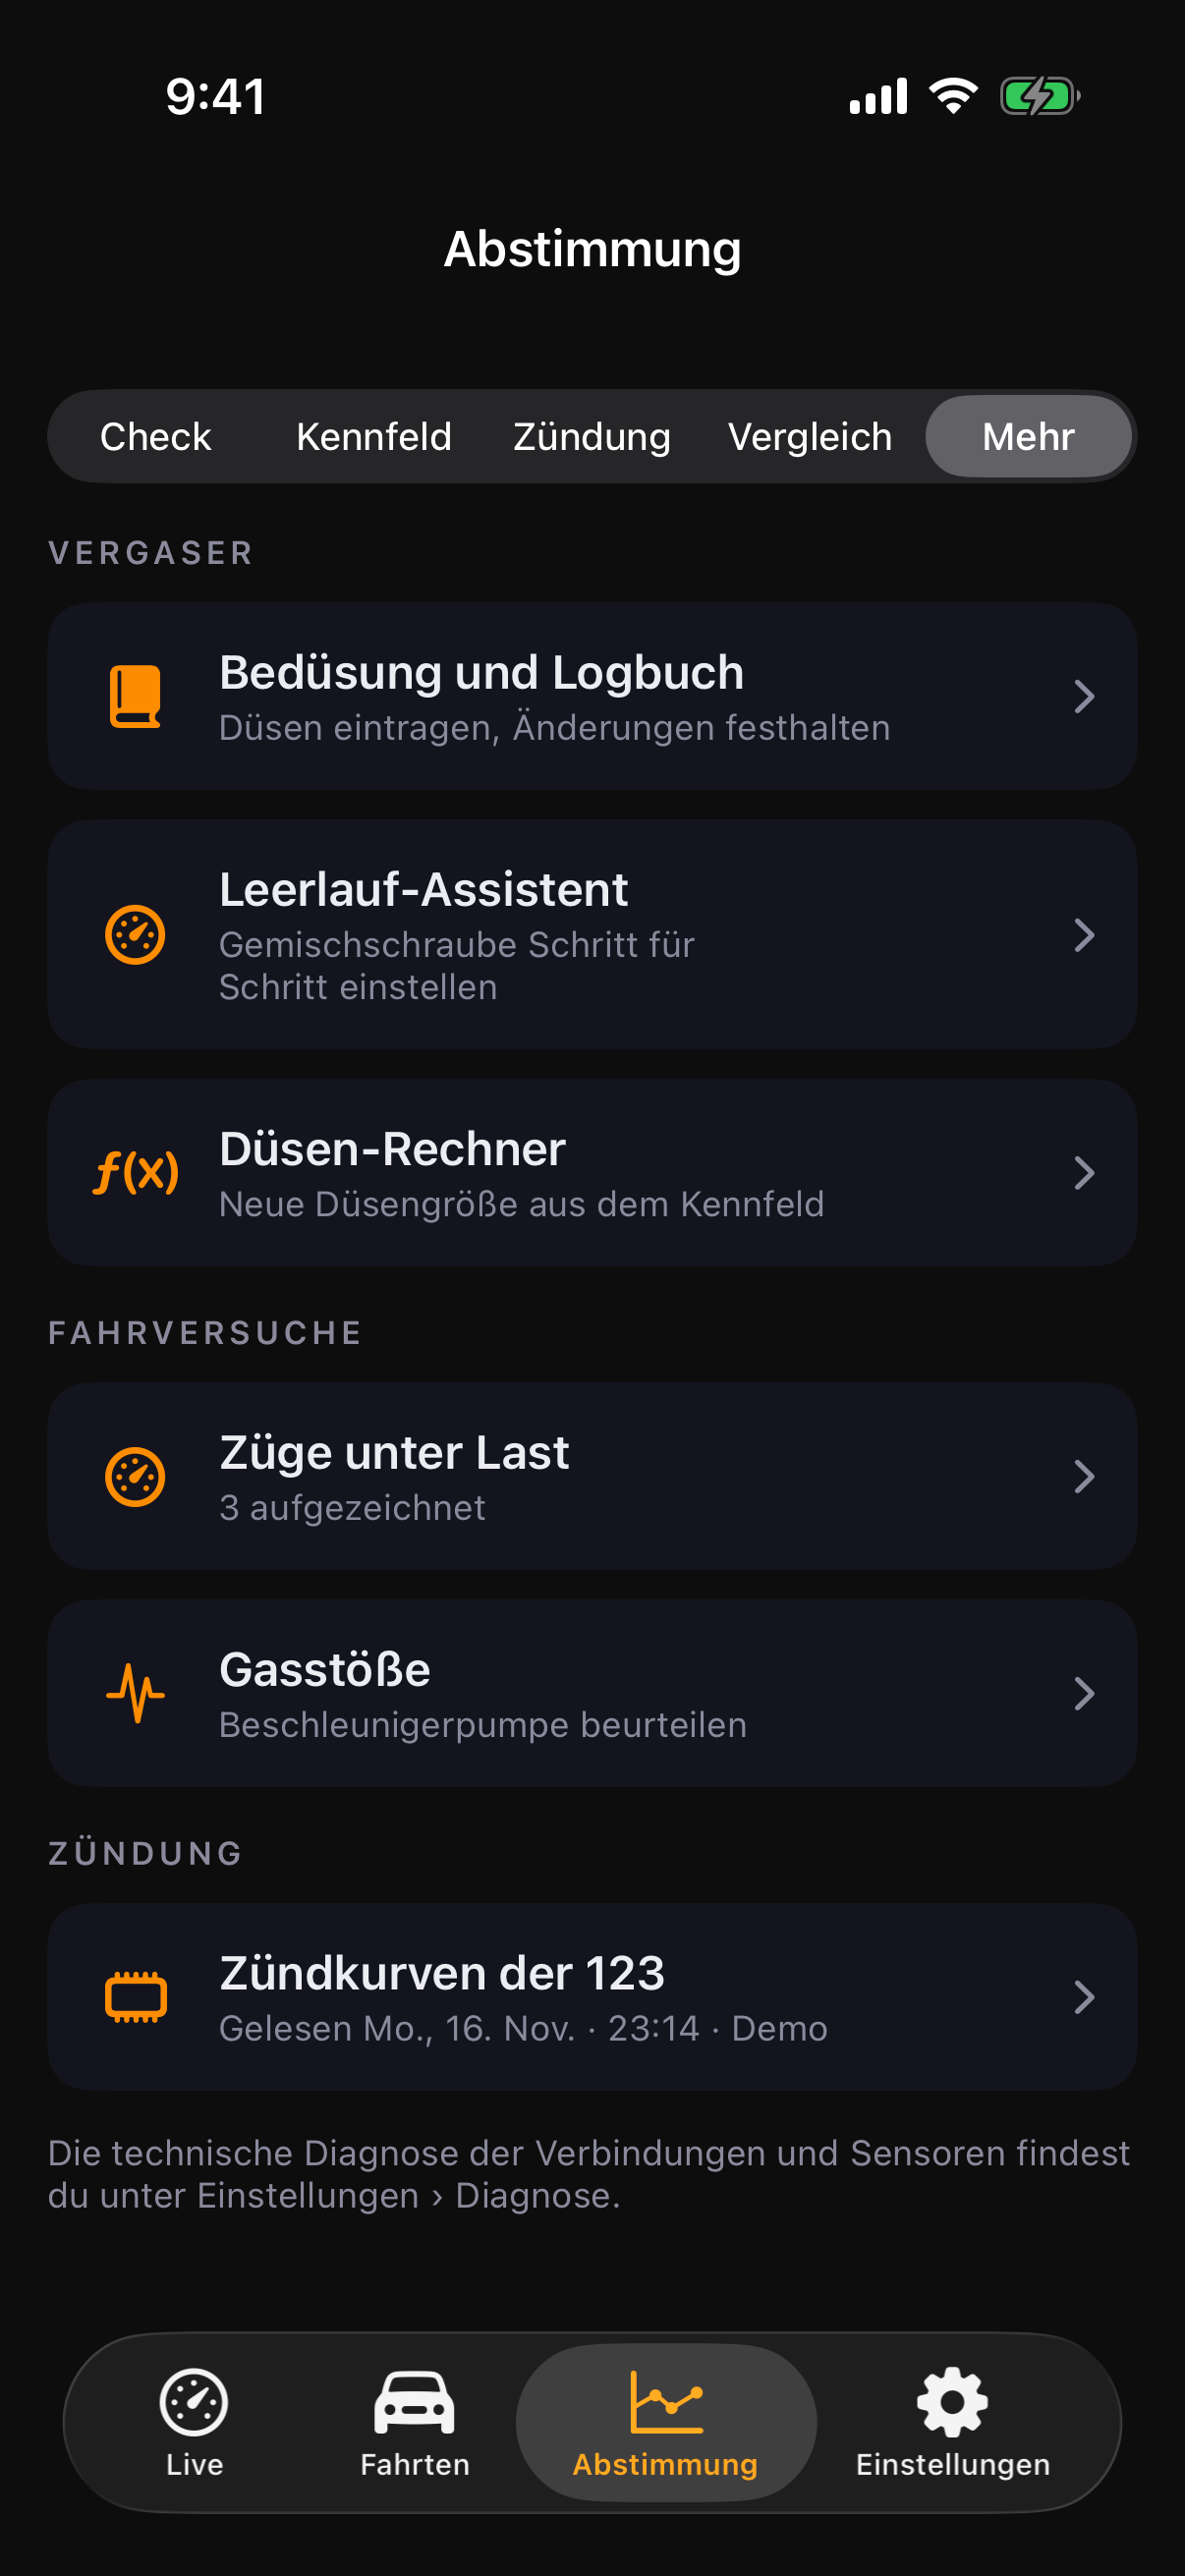 9:41
Abstimmung
Check Kennfeld Zündung Vergleich Mehr
VERGASER
Bedüsung und Logbuch
Düsen eintragen, Änderungen festhalten
Leerlauf-Assistent
Gemischschraube Schritt für
Schritt einstellen
f(x)
Düsen-Rechner
Neue Düsengröße aus dem Kennfeld
FAHRVERSUCHE
Züge unter Last
3 aufgezeichnet
Gasstöße
Beschleunigerpumpe beurteilen
ZÜNDUNG
Zündkurven der 123
Gelesen Mo., 16. Nov. · 23:14 · Demo
Die technische Diagnose der Verbindungen und Sensoren findest
du unter Einstellungen › Diagnose.
Live Fahrten Abstimmung Einstellungen